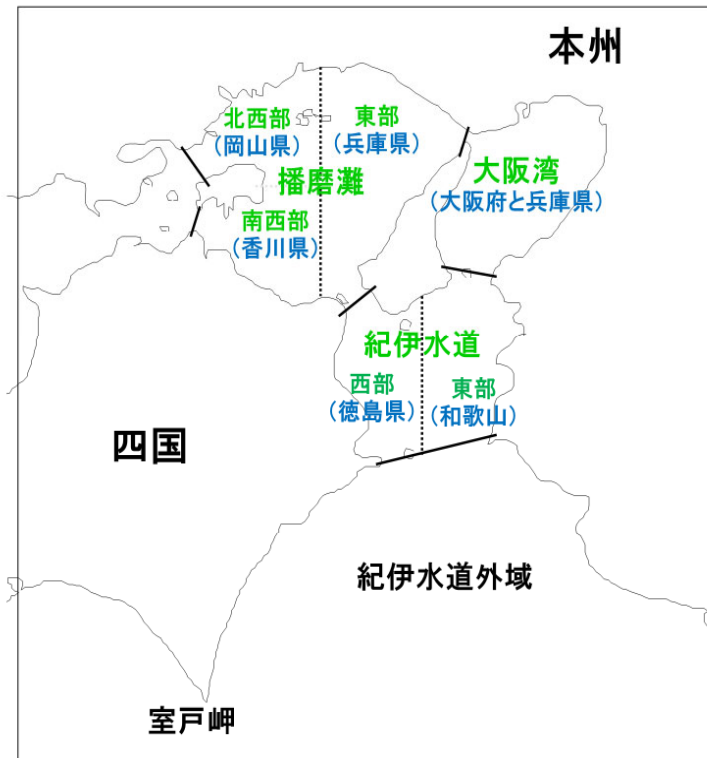 本州
北西部
(岡山県)
東部
(兵庫県)
播磨灘
大阪湾
(大阪府と兵庫県)
南西部
(香川県)
紀伊水道
西部
(徳島県)
東部
(和歌山)
四国
紀伊水道外域
室戸岬